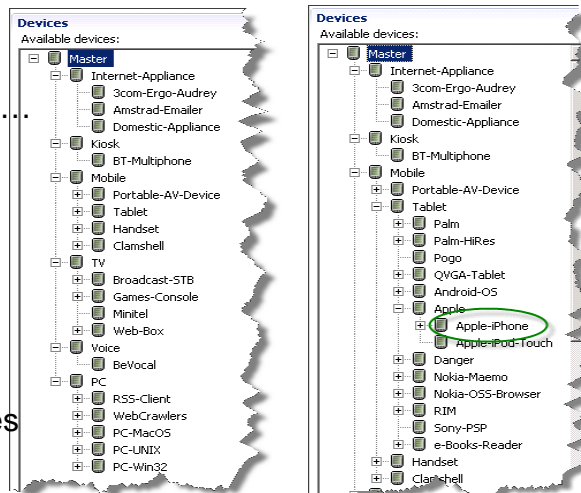 Devices
Available devices:
Master
Internet-Appliance
3com-Ergo-Audrey
Amstrad-Emailer
Domestic-Appliance
Kiosk
BT-Multiphone
Mobile
Portable-AV-Device
Tablet
Handset
Clamshell
TV
Broadcast-STB
Games-Console
Minitel
Web-Box
Voice
BeVocal
PC
RSS-Client
WebCrawlers
PC-MacOS
PC-UNIX
PC-Win32
...
es
Devices
Available devices:
Master
Internet-Appliance
3com-Ergo-Audrey
Amstrad-Emailer
Domestic-Appliance
Kiosk
BT-Multiphone
Mobile
Portable-AV-Device
Tablet
Palm
Palm-HiRes
Pogo
QVGA-Tablet
Android-OS
Apple
Apple-iPhone
Apple-iPod-Touch
Danger
Nokia-Maemo
Nokia-OSS-Browser
RIM
Sony-PSP
e-Books-Reader
Handset
Clamshell